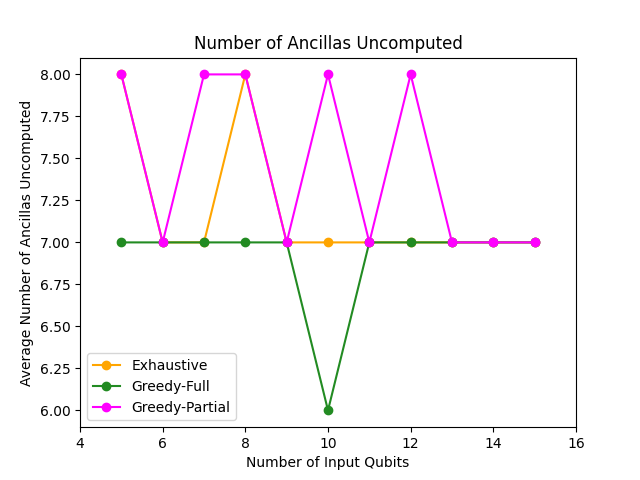 Number of Ancillas Uncomputed
Average Number of Ancillas Uncomputed
8.00
7.75
7.50
7.25
7.00
6.75
6.50
6.25
6.00
Exhaustive
Greedy-Full
Greedy-Partial
4 6 8 10 12 14 16
Number of Input Qubits